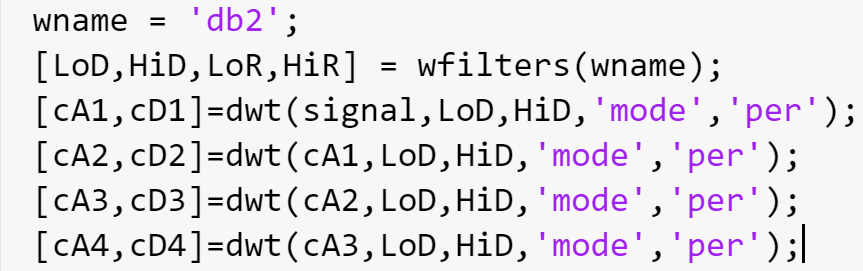 wname = 'db2';
[LoD,HiD,LoR,HiR] = wfilters(wname);
[cA1,cD1]=dwt(signal,LoD,HiD,'mode','per');
[cA2,cD2]=dwt(cA1,LoD,HiD,'mode','per');
[cA3,cD3]=dwt(cA2,LoD,HiD,'mode','per');
[cA4,cD4]=dwt(cA3,LoD,HiD,'mode','per');